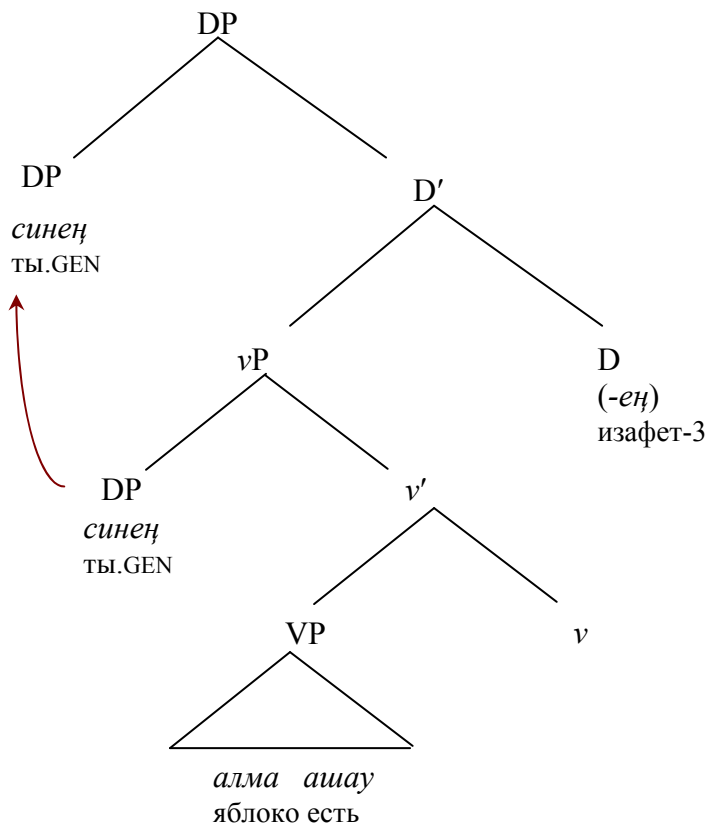 DP
DP
D′
синең
ты.GEN
vP
D
(-ең)
изафет-3
DP
v′
синең
ты.GEN
VP
v
алма ашау
яблоко есть